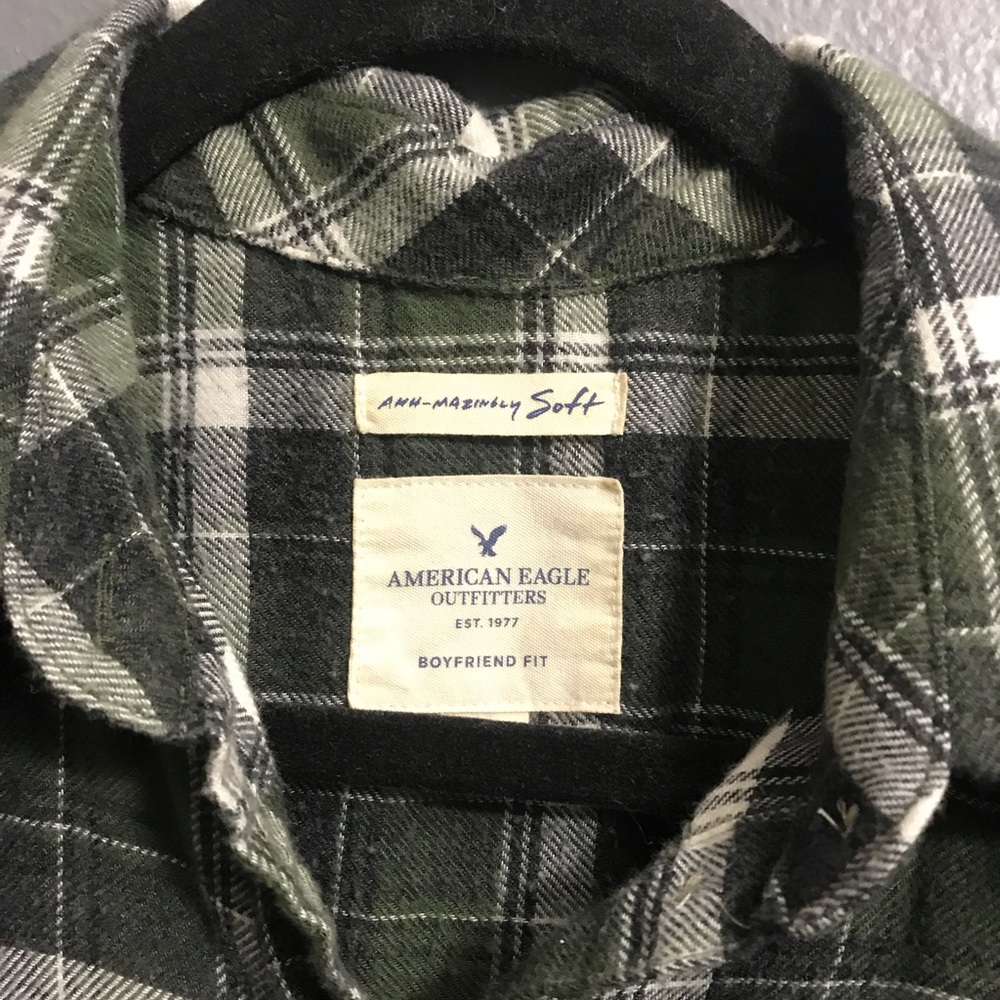 AHH-MAZINGLY Soft
AMERICAN EAGLE
OUTFITTERS
EST. 1977
BOYFRIEND FIT